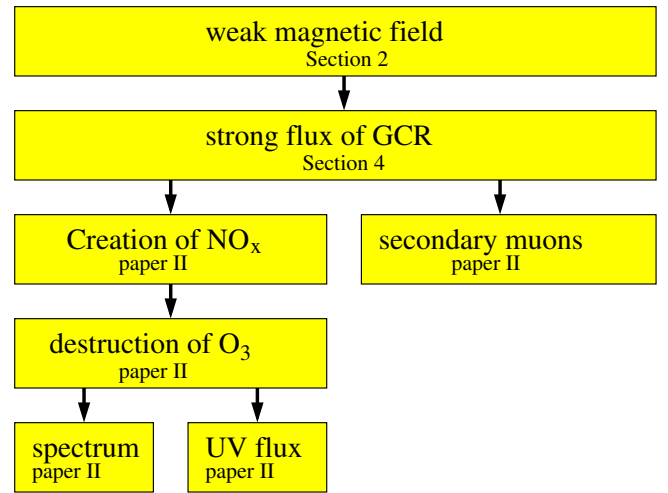 weak magnetic field
Section 2
strong flux of GCR
Section 4
Creation of NOₓ
paper II
secondary muons
paper II
destruction of O₃
paper II
spectrum
paper II
UV flux
paper II